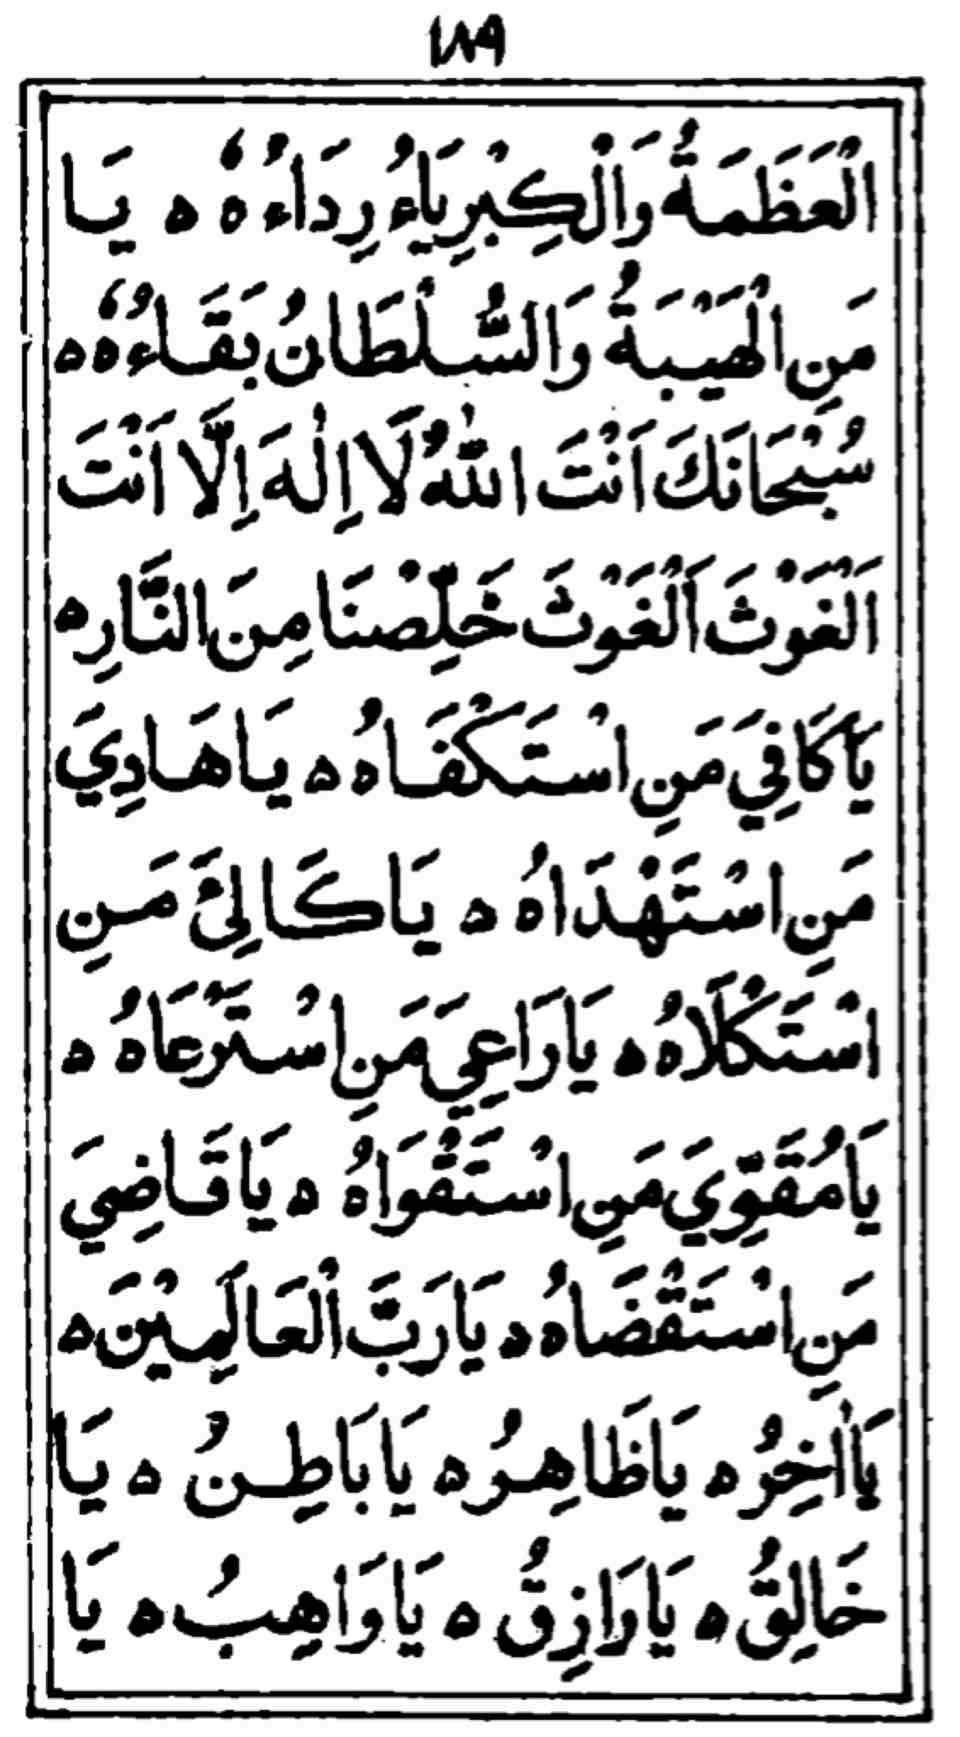 ١٨٩
اَلْعَظَمَةُ وَالْكِبْرِيَاءُ رِدَاءُهٗ ه يَا
مَنِ الْهَيْبَةُ وَالسُّلْطَانُ بَقَاءُهٗ ه
سُبْحَانَكَ اَنْتَ اللّٰهُ لَا اِلٰهَ اِلَّا اَنْتَ
اَلْغَوْثَ اَلْغَوْثَ خَلِّصْنَا مِنَ النَّارِ ه
يَا كَافِيَ مَنِ اسْتَكْفَاهُ ه يَا هَادِيَ
مَنِ اسْتَهْدَاهُ ه يَا كَالِئَ مَنِ
اسْتَكْلَاهُ ه يَا رَاعِيَ مَنِ اسْتَرْعَاهُ ه
يَا مُقَوِّيَ مَنِ اسْتَقْوَاهُ ه يَا قَاضِيَ
مَنِ اسْتَقْضَاهُ ه يَا رَبَّ الْعَالَمِيْنَ ه
يَا اٰخِرُ ه يَا ظَاهِرُ ه يَا بَاطِنُ ه يَا
خَالِقُ ه يَا رَازِقُ ه يَا وَاهِبُ ه يَا